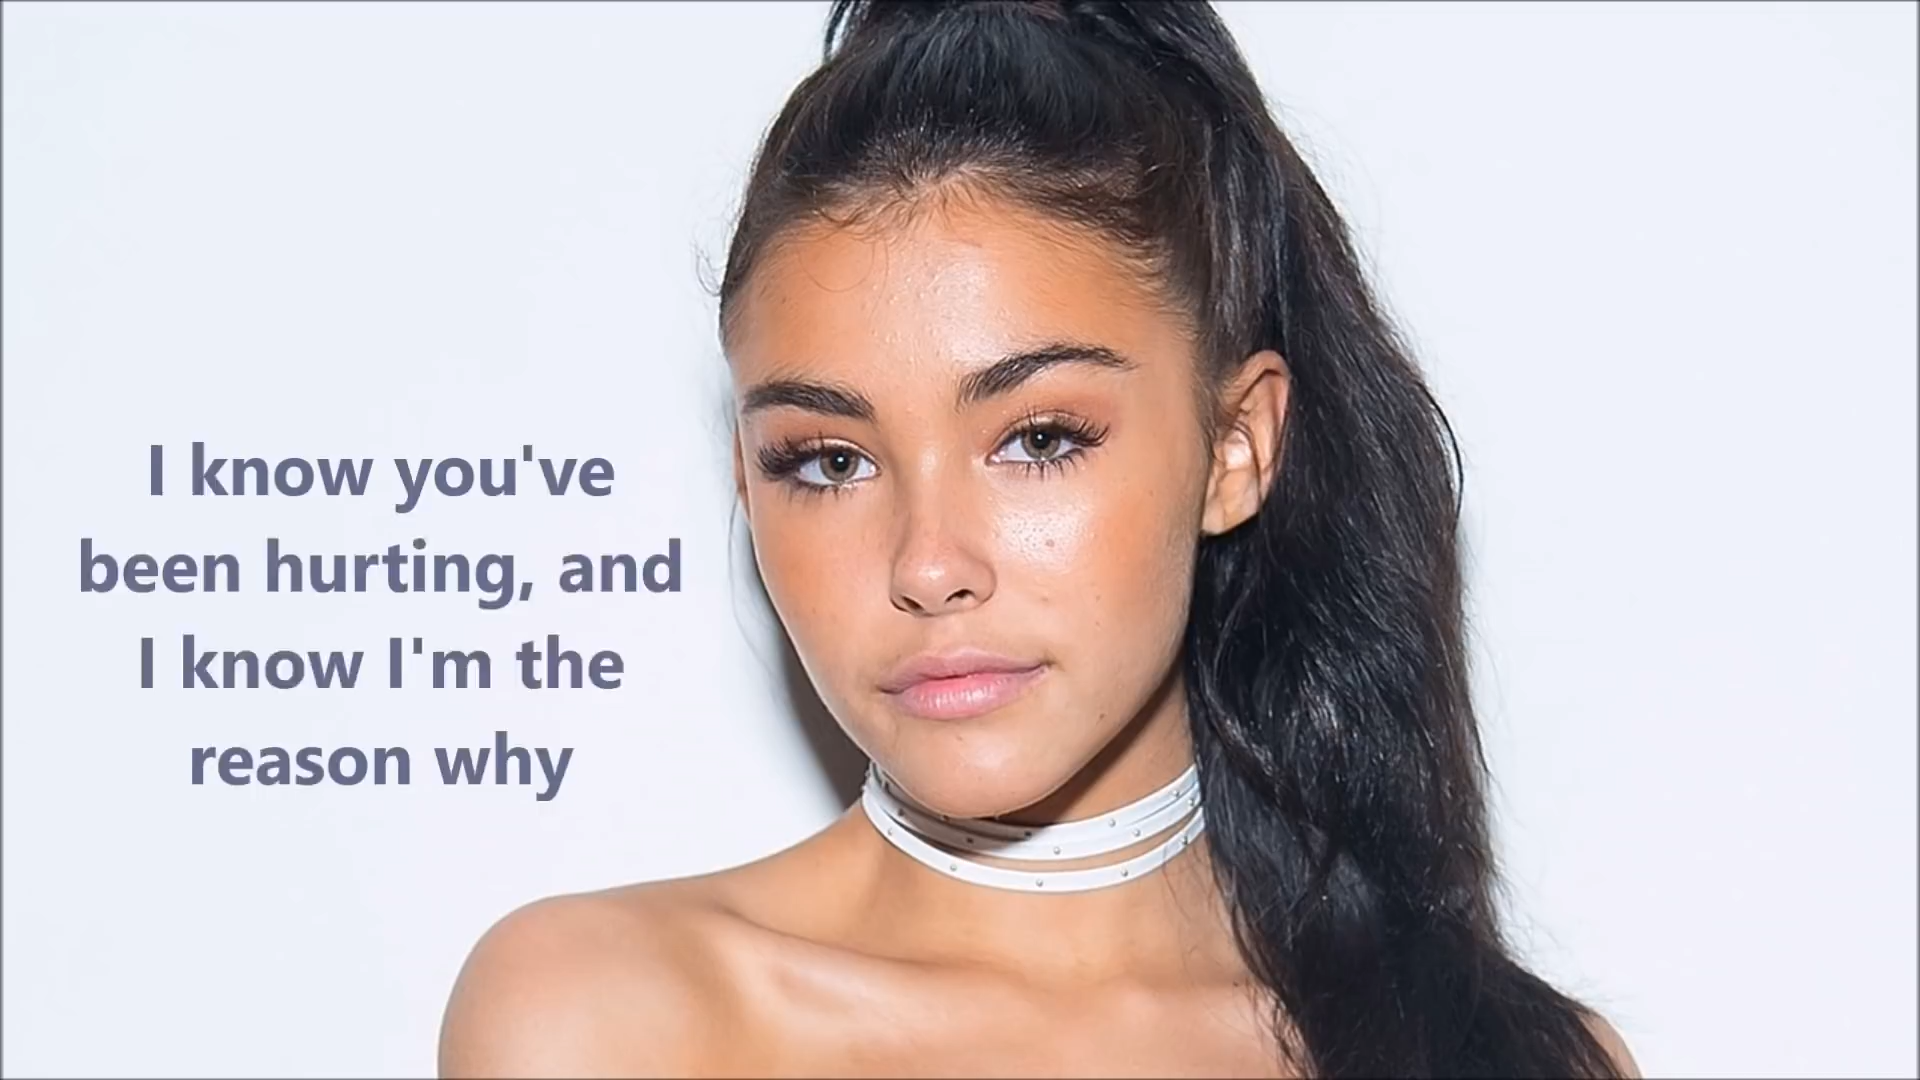 I know you've
been hurting, and
I know I'm the
reason why